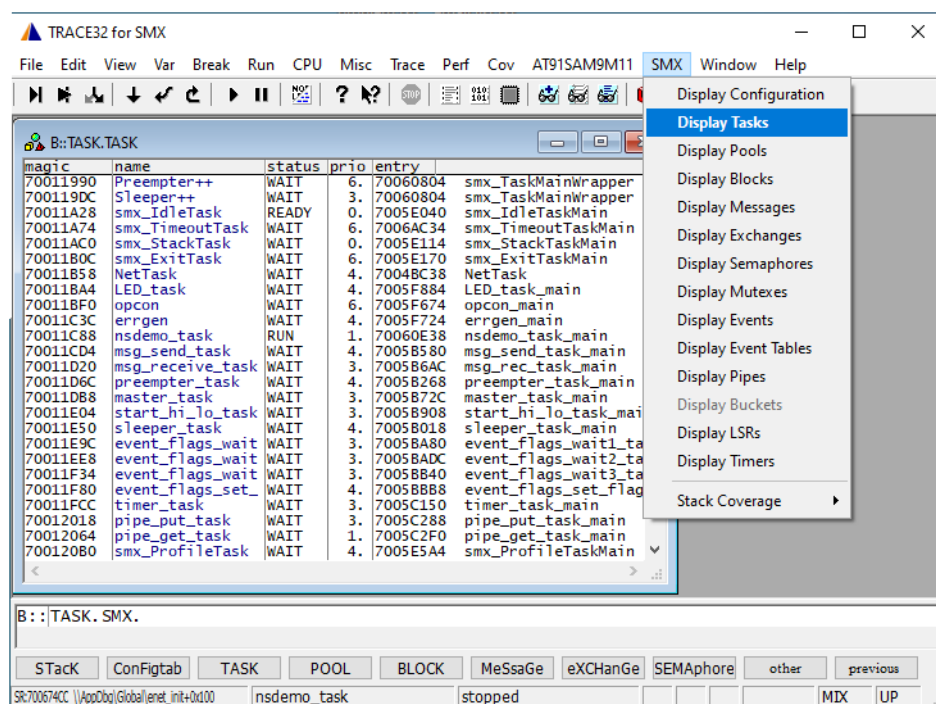 TRACE32 for SMX
File Edit View Var Break Run CPU Misc Trace Perf Cov AT91SAM9M11 SMX Window Help
STOP
Display Configuration
Display Tasks
Display Pools
Display Blocks
Display Messages
Display Exchanges
Display Semaphores
Display Mutexes
Display Events
Display Event Tables
Display Pipes
Display Buckets
Display LSRs
Display Timers
Stack Coverage
B::TASK.TASK
magic name status prio entry
70011990 Preempter++ WAIT 6. 70060804 smx_TaskMainWrapper
700119DC Sleeper++ WAIT 3. 70060804 smx_TaskMainWrapper
70011A28 smx_IdleTask READY 0. 7005E040 smx_IdleTaskMain
70011A74 smx_TimeoutTask WAIT 6. 7006AC34 smx_TimeoutTaskMain
70011AC0 smx_StackTask WAIT 0. 7005E114 smx_StackTaskMain
70011B0C smx_ExitTask WAIT 6. 7005E170 smx_ExitTaskMain
70011B58 NetTask WAIT 4. 7004BC38 NetTask
70011BA4 LED_task WAIT 4. 7005F884 LED_task_main
70011BF0 opcon WAIT 6. 7005F674 opcon_main
70011C3C errgen WAIT 4. 7005F724 errgen_main
70011C88 nsdemo_task RUN 1. 70060E38 nsdemo_task_main
70011CD4 msg_send_task WAIT 4. 7005B580 msg_send_task_main
70011D20 msg_receive_task WAIT 3. 7005B6AC msg_rec_task_main
70011D6C preempter_task WAIT 4. 7005B268 preempter_task_main
70011DB8 master_task WAIT 3. 7005B72C master_task_main
70011E04 start_hi_lo_task WAIT 3. 7005B908 start_hi_lo_task_mai
70011E50 sleeper_task WAIT 4. 7005B018 sleeper_task_main
70011E9C event_flags_wait WAIT 3. 7005BA80 event_flags_wait1_ta
70011EE8 event_flags_wait WAIT 3. 7005BADC event_flags_wait2_ta
70011F34 event_flags_wait WAIT 3. 7005BB40 event_flags_wait3_ta
70011F80 event_flags_set_ WAIT 4. 7005BBB8 event_flags_set_flag
70011FCC timer_task WAIT 3. 7005C150 timer_task_main
70012018 pipe_put_task WAIT 3. 7005C288 pipe_put_task_main
70012064 pipe_get_task WAIT 1. 7005C2F0 pipe_get_task_main
700120B0 smx_ProfileTask WAIT 4. 7005E5A4 smx_ProfileTaskMain
B::TASK.SMX.
STacK ConFigtab TASK POOL BLOCK MeSsaGe eXCHanGe SEMAphore other previous
SR:700674CC \\AppDbg\Global\enet_init+0x100 nsdemo_task stopped MIX UP